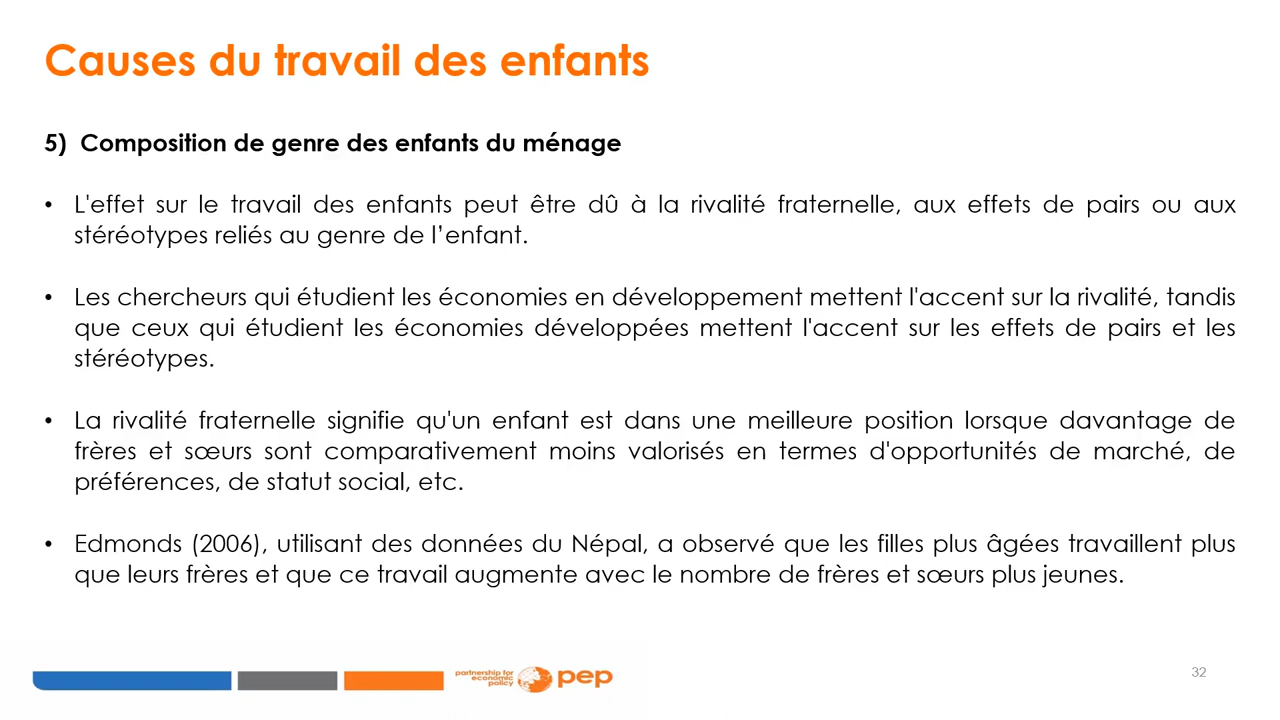 Causes du travail des enfants
5) Composition de genre des enfants du ménage
• L'effet sur le travail des enfants peut être dû à la rivalité fraternelle, aux effets de pairs ou aux
stéréotypes reliés au genre de l’enfant.
• Les chercheurs qui étudient les économies en développement mettent l'accent sur la rivalité, tandis
que ceux qui étudient les économies développées mettent l'accent sur les effets de pairs et les
stéréotypes.
• La rivalité fraternelle signifie qu'un enfant est dans une meilleure position lorsque davantage de
frères et sœurs sont comparativement moins valorisés en termes d'opportunités de marché, de
préférences, de statut social, etc.
• Edmonds (2006), utilisant des données du Népal, a observé que les filles plus âgées travaillent plus
que leurs frères et que ce travail augmente avec le nombre de frères et sœurs plus jeunes.
partnership for
economic
policy
pep
32